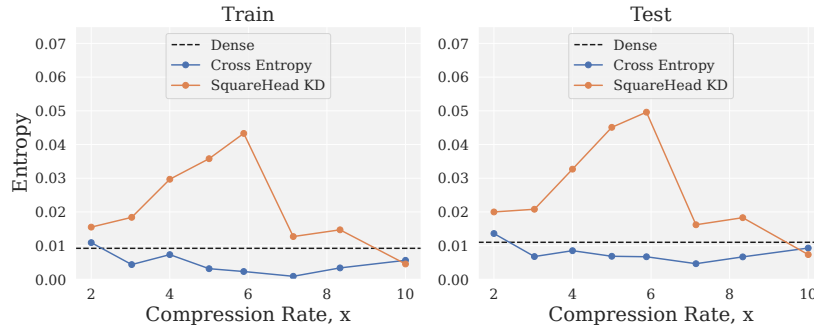 Train
Entropy
0.07
0.06
0.05
0.04
0.03
0.02
0.01
0.00
Dense
Cross Entropy
SquareHead KD
2 4 6 8 10
Compression Rate, x
Test
0.07
0.06
0.05
0.04
0.03
0.02
0.01
0.00
Dense
Cross Entropy
SquareHead KD
2 4 6 8 10
Compression Rate, x